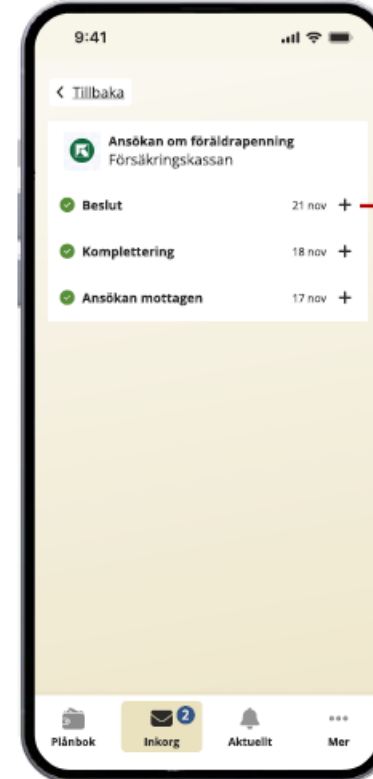 9:41
Tillbaka
Ansökan om föräldrapenning
Försäkringskassan
Beslut 21 nov
Komplettering 18 nov
Ansökan mottagen 17 nov
2
Plånbok Inkorg Aktuellt Mer